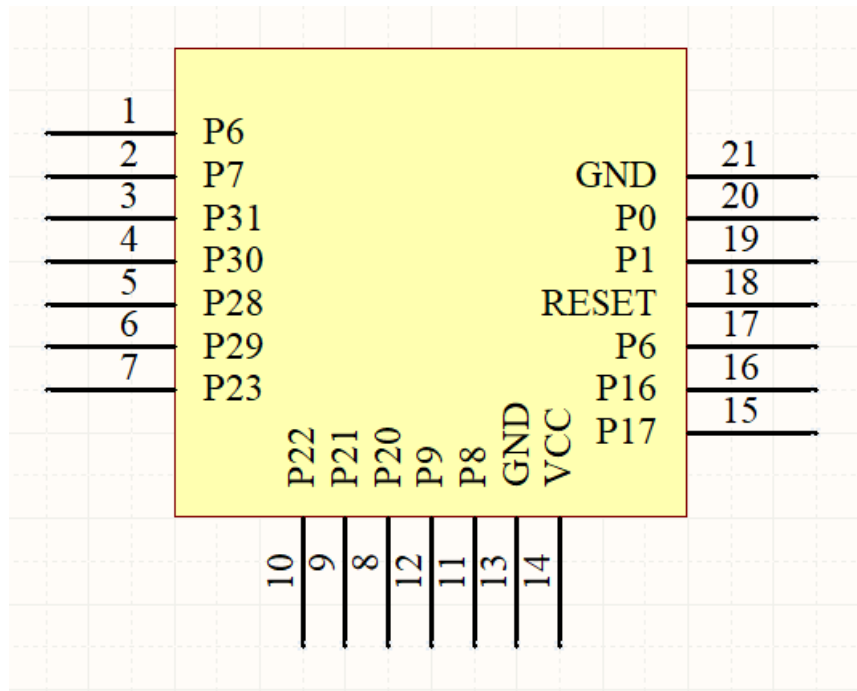 1 P6
2 P7
3 P31
4 P30
5 P28
6 P29
7 P23
GND 21
P0 20
P1 19
RESET 18
P6 17
P16 16
P17 15
P22 10
P21 9
P20 8
P9 12
P8 11
GND 13
VCC 14